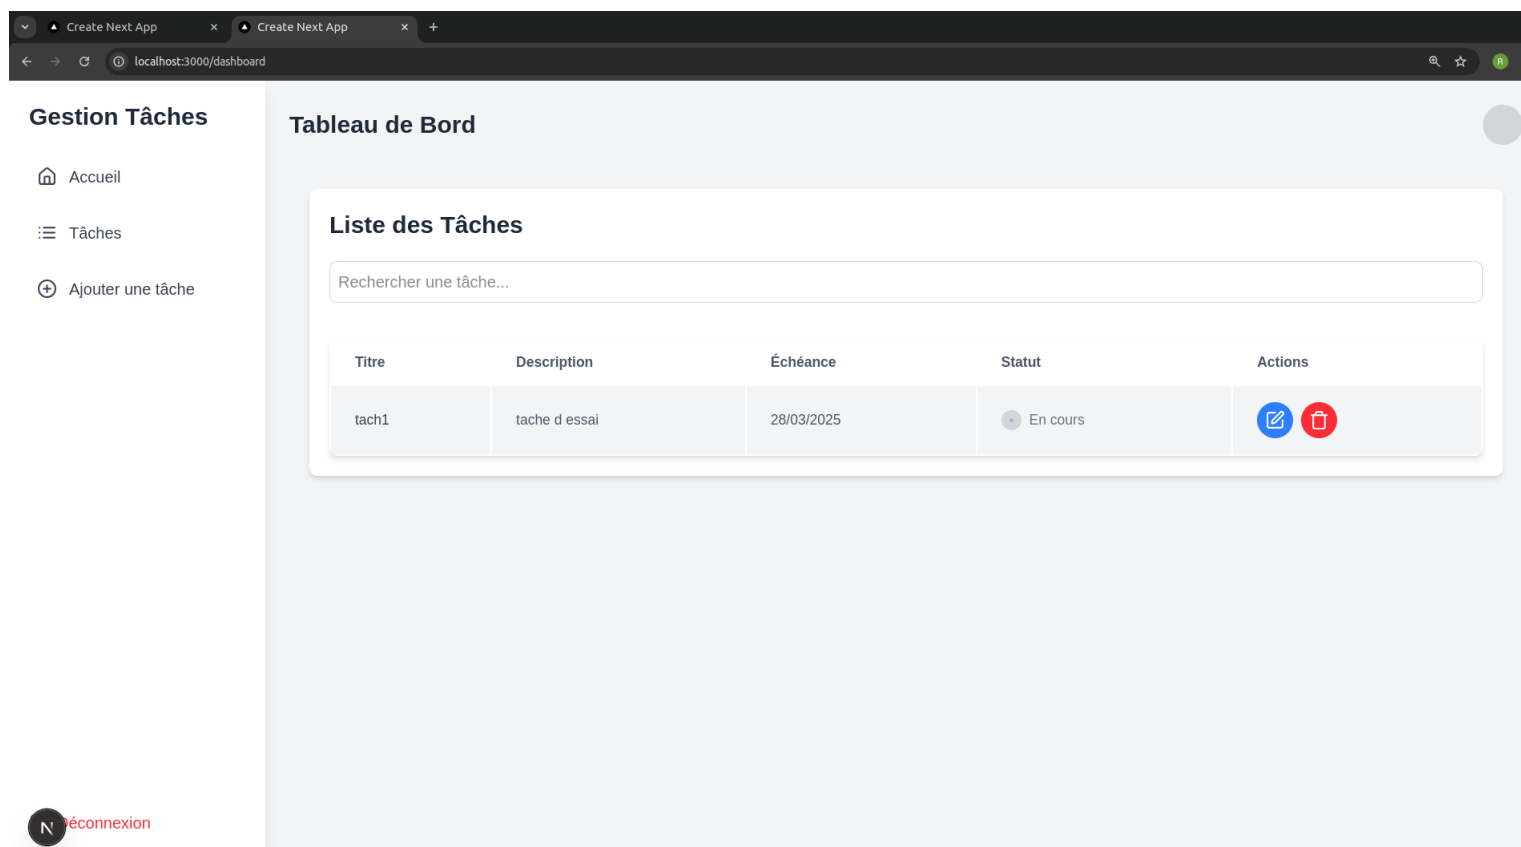 Create Next App
Create Next App
localhost:3000/dashboard
R
Gestion Tâches
Accueil
Tâches
Ajouter une tâche
Tableau de Bord
Liste des Tâches
Rechercher une tâche...
Titre Description Échéance Statut Actions
tach1 tache d essai 28/03/2025 En cours
Déconnexion
N